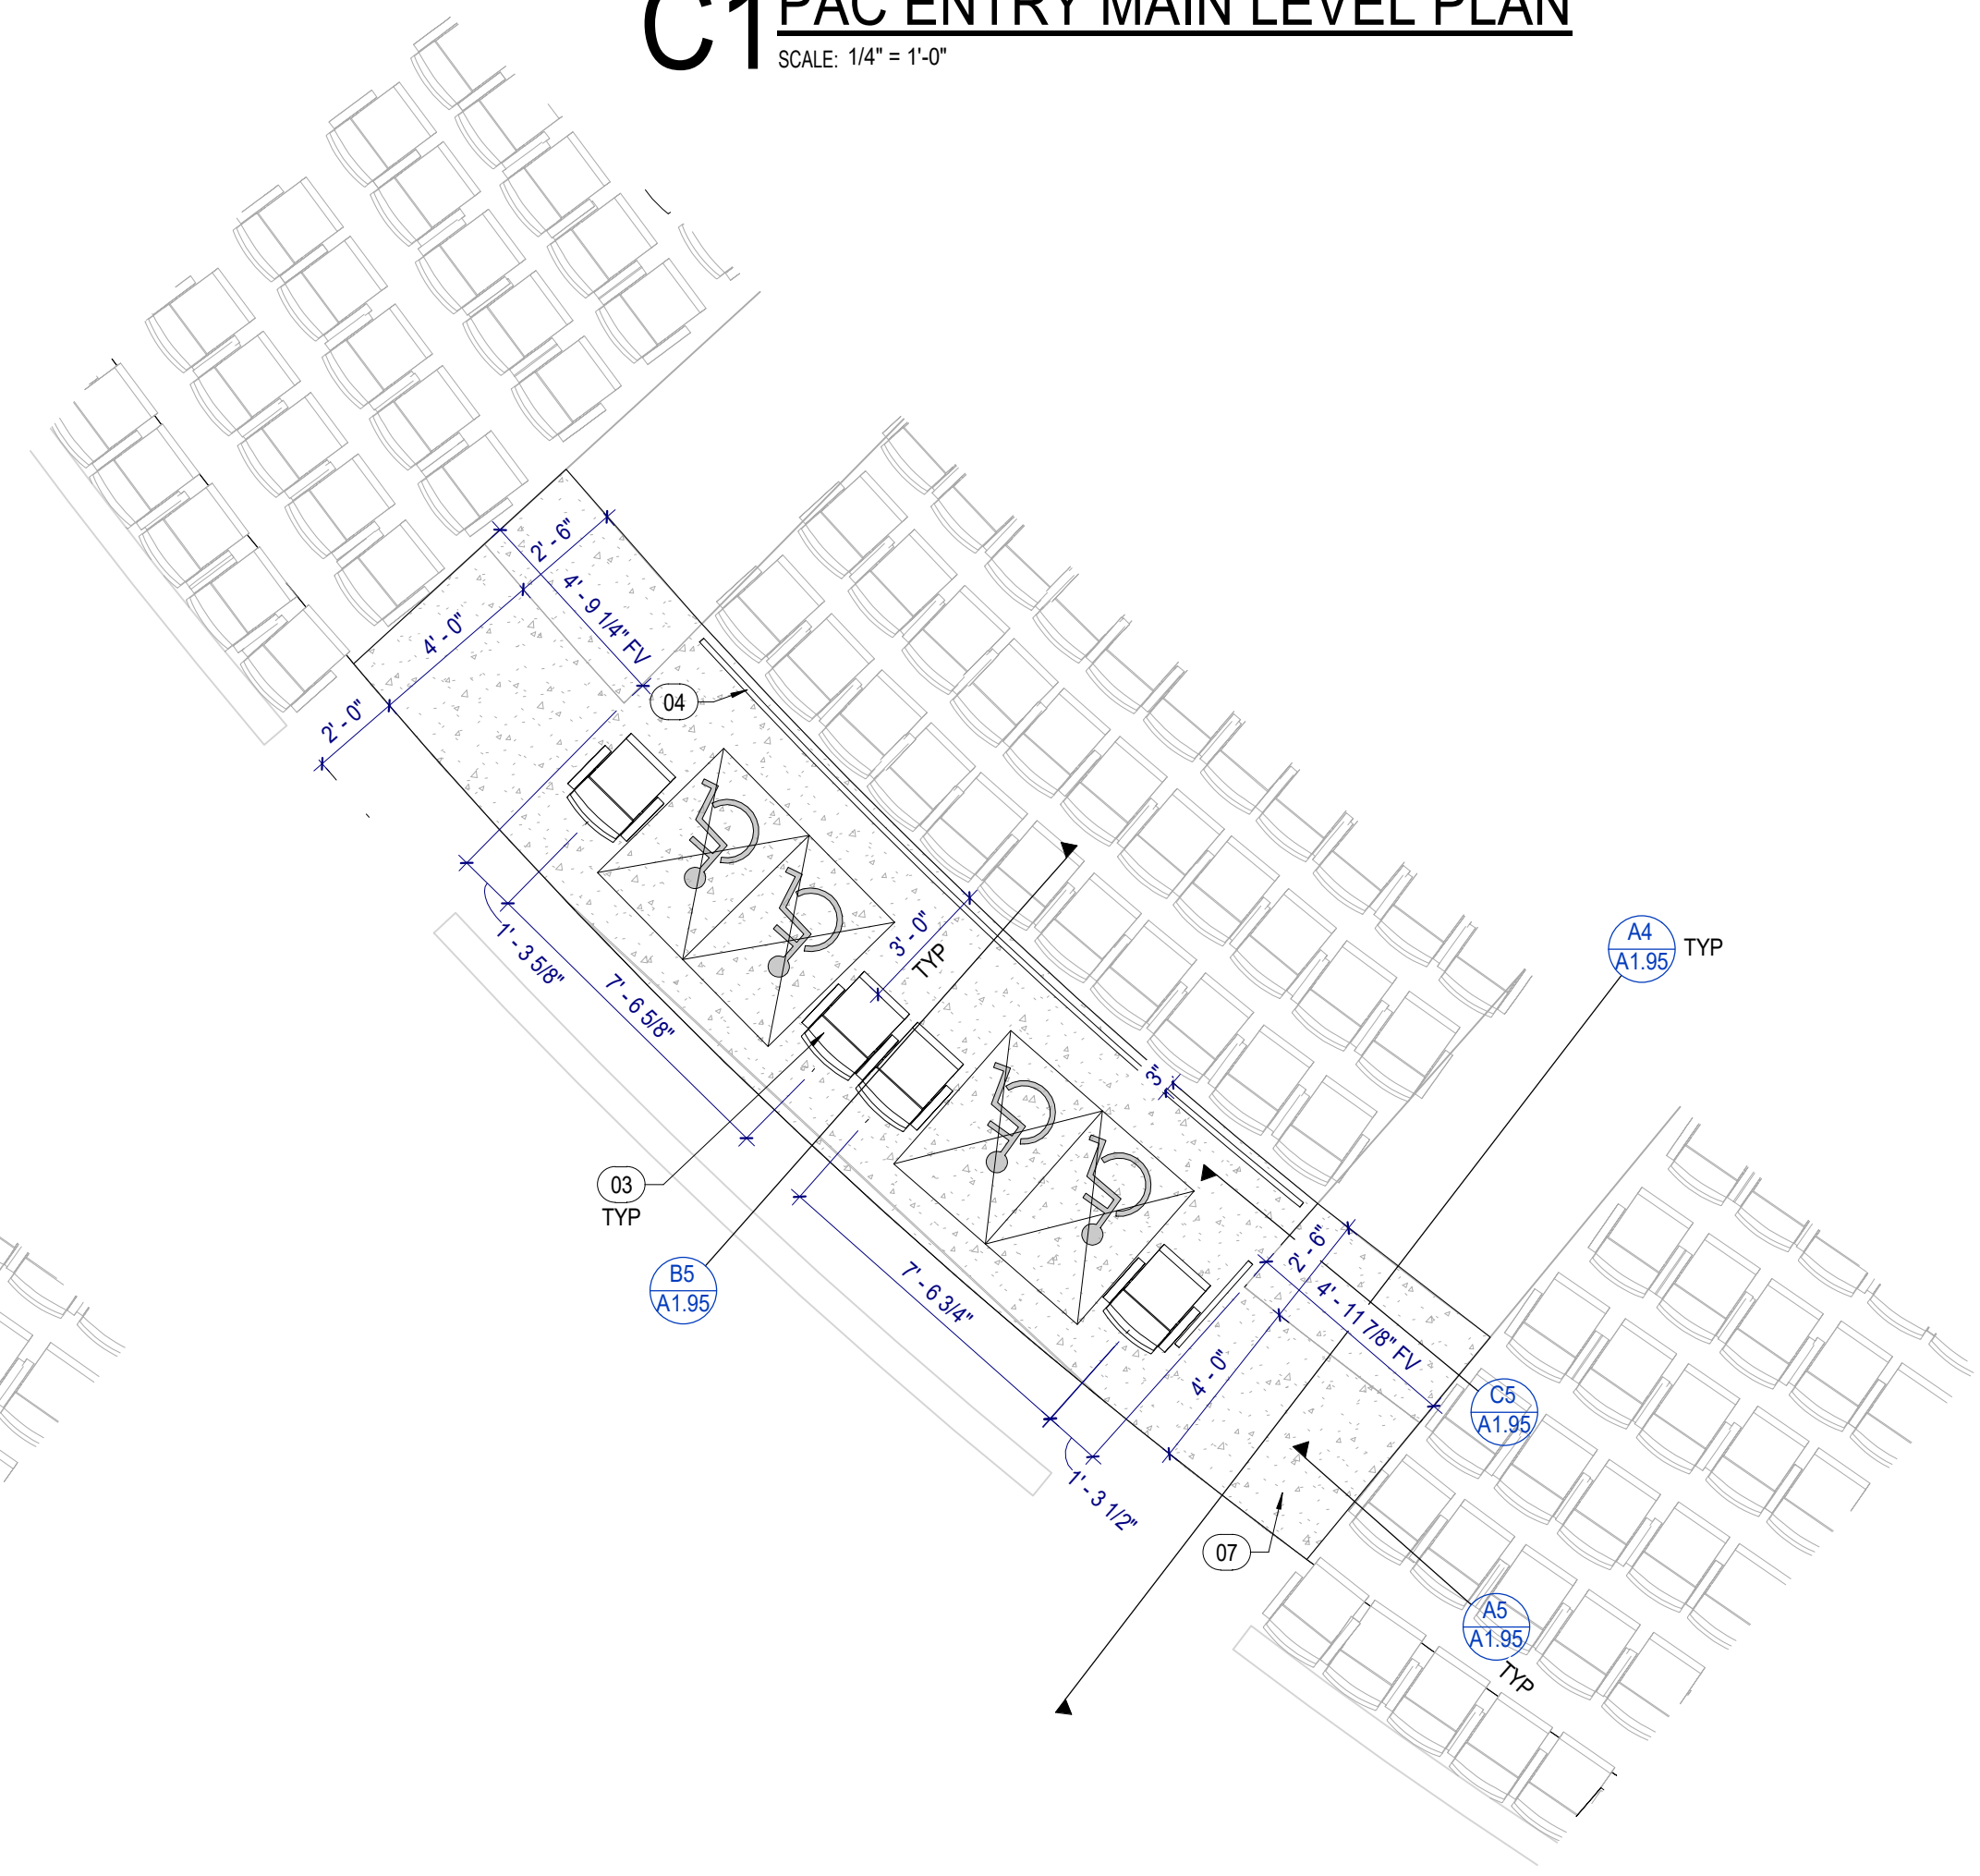 C1 PAC ENTRY MAIN LEVEL PLAN
SCALE: 1/4" = 1'-0"
2' - 6"
4' - 9 1/4" FV
4' - 0"
2' - 0"
04
1' - 3 5/8"
7' - 6 5/8"
3' - 0"
TYP
A4
A1.95
TYP
3"
03
TYP
B5
A1.95
7' - 6 3/4"
2' - 6"
4' - 11 7/8" FV
4' - 0"
C5
A1.95
1' - 3 1/2"
07
A5
A1.95
TYP